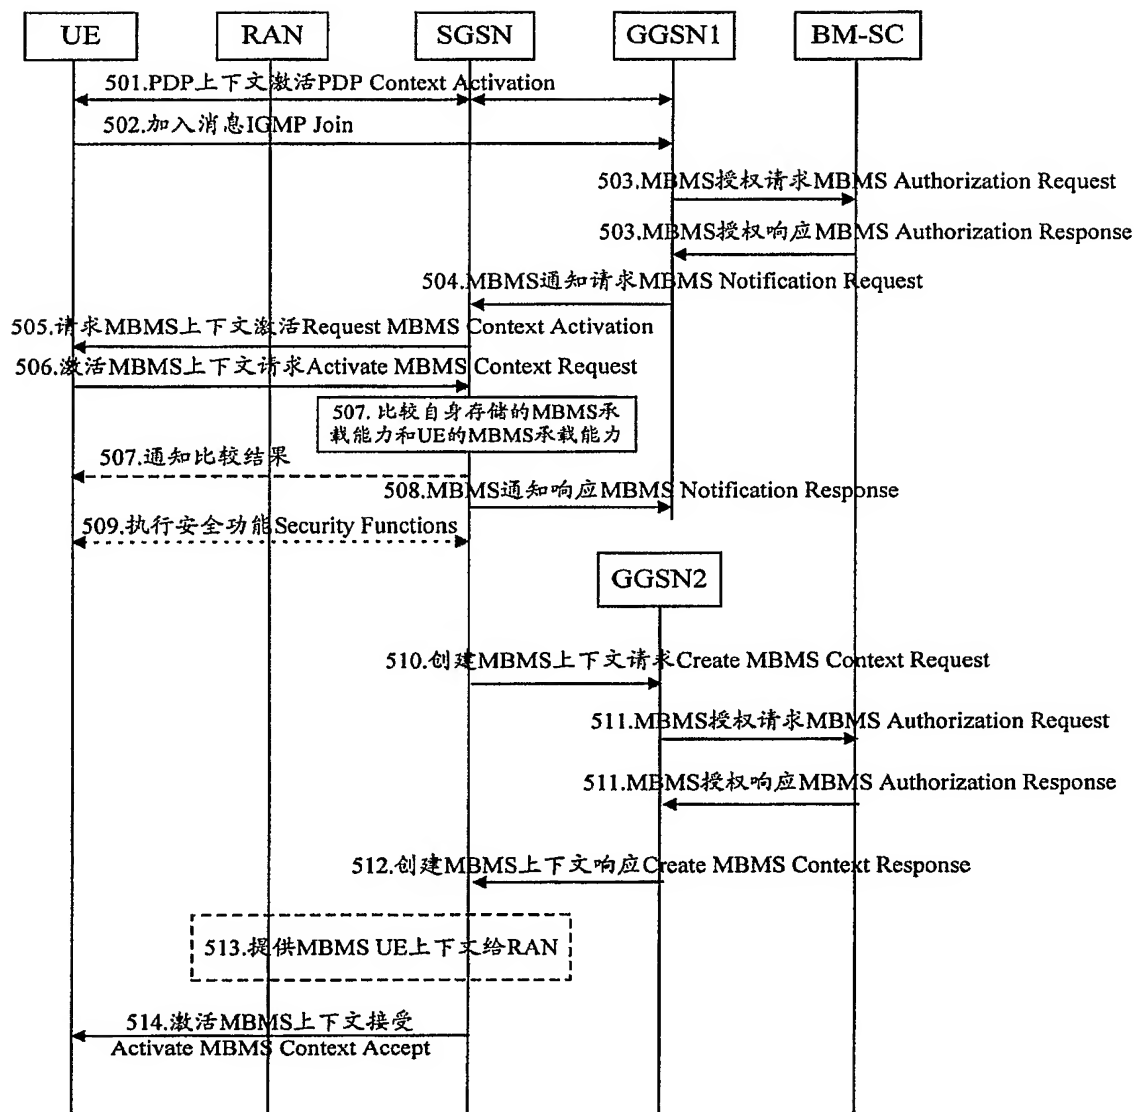 UE RAN SGSN GGSN1 BM-SC
501.PDP上下文激活PDP Context Activation
502.加入消息IGMP Join
503.MBMS授权请求MBMS Authorization Request
503.MBMS授权响应MBMS Authorization Response
504.MBMS通知请求MBMS Notification Request
505.请求MBMS上下文激活Request MBMS Context Activation
506.激活MBMS上下文请求Activate MBMS Context Request
507. 比较自身存储的MBMS承
载能力和UE的MBMS承载能力
507.通知比较结果
508.MBMS通知响应MBMS Notification Response
509.执行安全功能Security Functions
GGSN2
510.创建MBMS上下文请求Create MBMS Context Request
511.MBMS授权请求MBMS Authorization Request
511.MBMS授权响应MBMS Authorization Response
512.创建MBMS上下文响应Create MBMS Context Response
513.提供MBMS UE上下文给RAN
514.激活MBMS上下文接受
Activate MBMS Context Accept